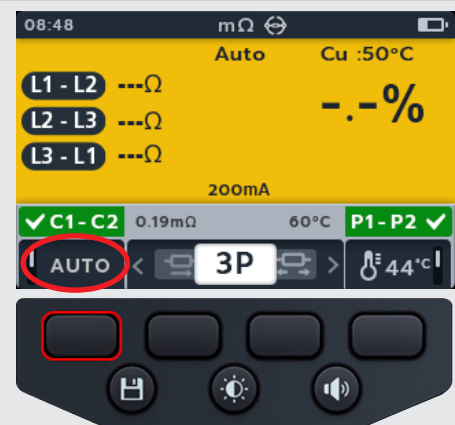 08:48 mΩ
Auto Cu :50°C
L1 - L2 ---Ω
-.-%
L2 - L3 ---Ω
L3 - L1 ---Ω
200mA
✓ C1-C2 0.19mΩ 60°C P1-P2 ✓
AUTO < 3P > 44°C